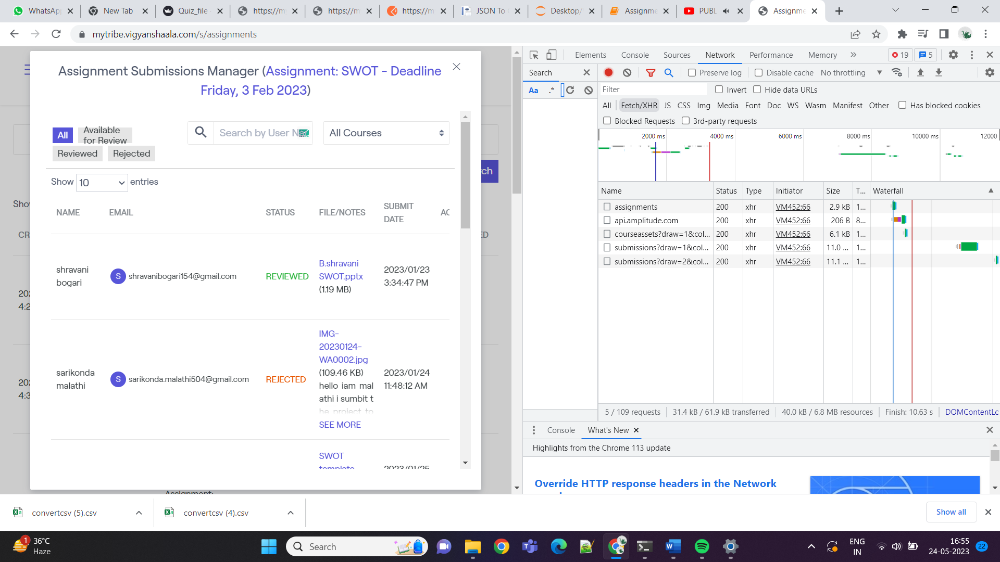 WhatsApp
New Tab
Quiz_file
https://my
https://m
https://m
JSON To
Desktop/
Assignme
PUBL
Assignme
mytribe.vigyanshaala.com/s/assignments
Assignment Submissions Manager (Assignment: SWOT - Deadline
Friday, 3 Feb 2023)
All
Available
for Review
Reviewed
Rejected
Search by User Na
All Courses
Show 10 entries
NAME
EMAIL
STATUS
FILE/NOTES
SUBMIT
DATE
AC
shravani
bogari
S
shravanibogari154@gmail.com
REVIEWED
B.shravani
SWOT.pptx
(1.19 MB)
2023/01/23
3:34:47 PM
sarikonda
malathi
S
sarikonda.malathi504@gmail.com
REJECTED
IMG-
20230124-
WA0002.jpg
(109.46 KB)
hello iam mal
athi i sumbit t
he project to
SEE MORE
2023/01/24
11:48:12 AM
SWOT
template
2023/01/25
Show
CR
202
4:2
202
4:3
rch
ED
Assignment:
Elements
Console
Sources
Network
Performance
Memory
19
5
Search
Aa
.*
Preserve log
Disable cache
No throttling
Filter
Invert
Hide data URLs
All
Fetch/XHR
JS
CSS
Img
Media
Font
Doc
WS
Wasm
Manifest
Other
Has blocked cookies
Blocked Requests
3rd-party requests
2000 ms
4000 ms
6000 ms
8000 ms
10000 ms
12000
Name
Status
Type
Initiator
Size
T...
Waterfall
assignments 200 xhr VM452:66 2.9 kB 1...
api.amplitude.com 200 xhr VM452:66 206 B 8...
courseassets?draw=1&col... 200 xhr VM452:66 6.1 kB 1...
submissions?draw=1&col... 200 xhr VM452:66 11.0 ... 1...
submissions?draw=2&col... 200 xhr VM452:66 11.1 ... 1...
5 / 109 requests
31.4 kB / 61.9 kB transferred
40.0 kB / 6.8 MB resources
Finish: 10.63 s
DOMContentLo
Console
What's New
Highlights from the Chrome 113 update
Override HTTP response headers in the Network
convertcsv (5).csv
convertcsv (4).csv
Show all
1
36°C
Haze
Search
ENG
IN
16:55
24-05-2023
22